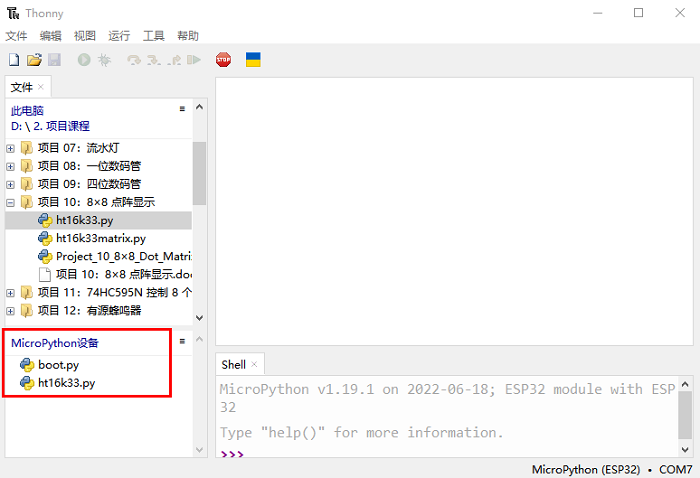 Thonny
文件 编辑 视图 运行 工具 帮助
STOP
文件 ×
此电脑
D: \ 2. 项目课程
项目 07：流水灯
项目 08：一位数码管
项目 09：四位数码管
项目 10：8×8 点阵显示
ht16k33.py
ht16k33matrix.py
Project_10_8×8_Dot_Matri
项目 10：8×8 点阵显示.doc
项目 11：74HC595N 控制 8 个
项目 12：有源蜂鸣器
MicroPython设备
boot.py
ht16k33.py
Shell ×
MicroPython v1.19.1 on 2022-06-18; ESP32 module with ESP
32
Type "help()" for more information.
>>>
MicroPython (ESP32) • COM7